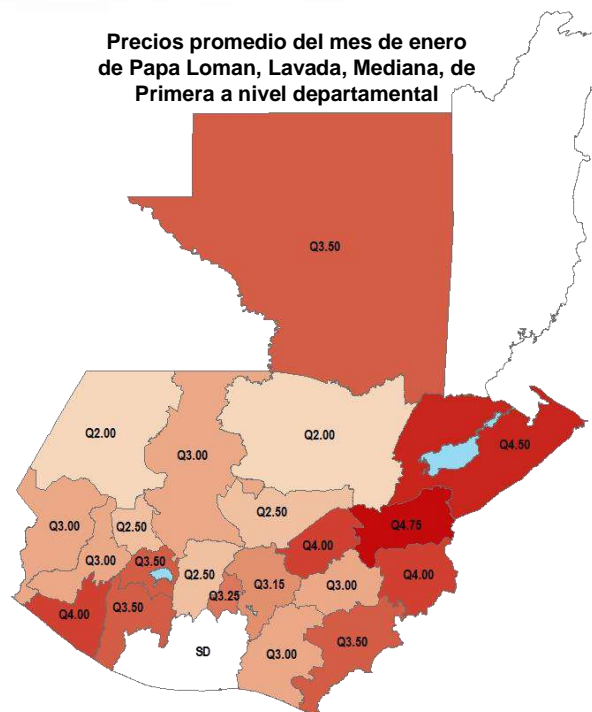 Precios promedio del mes de enero
de Papa Loman, Lavada, Mediana, de
Primera a nivel departamental
Q3.50
Q2.00
Q3.00
Q2.00
Q4.50
Q3.00
Q2.50
Q2.50
Q4.75
Q3.00
Q3.50
Q4.00
Q2.50
Q3.25
Q3.15
Q3.00
Q4.00
Q4.00
Q3.50
SD
Q3.00
Q3.50